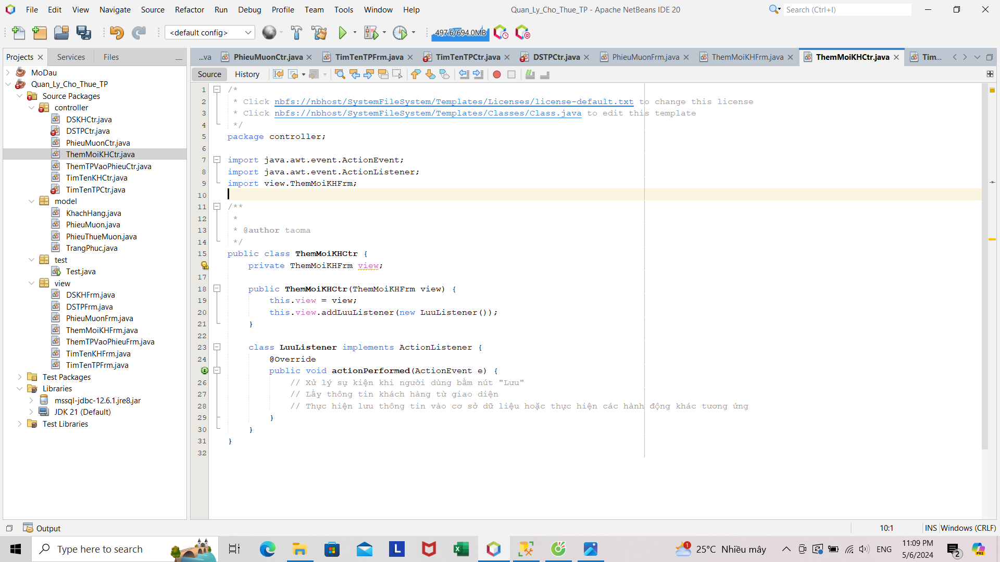 File Edit View Navigate Source Refactor Run Debug Profile Team Tools Window Help
Quan_Ly_Cho_Thue_TP - Apache NetBeans IDE 20
Search (Ctrl+I)
<default config>
497.6/694.0MB
Projects
Services
Files
MoDau
Quan_Ly_Cho_Thue_TP
Source Packages
controller
DSKHCtr.java
DSTPCtr.java
PhieuMuonCtr.java
ThemMoiKHCtr.java
ThemTPVaoPhieuCtr.java
TimTenKHCtr.java
TimTenTPCtr.java
model
KhachHang.java
PhieuMuon.java
PhieuThueMuon.java
TrangPhuc.java
test
Test.java
view
DSKHFrm.java
DSTPFrm.java
PhieuMuonFrm.java
ThemMoiKHFrm.java
ThemTPVaoPhieuFrm.java
TimTenKHFrm.java
TimTenTPFrm.java
Test Packages
Libraries
mssql-jdbc-12.6.1.jre8.jar
JDK 21 (Default)
Test Libraries
...va PhieuMuonCtr.java TimTenTPFrm.java TimTenTPCtr.java DSTPCtr.java PhieuMuonFrm.java ThemMoiKHFrm.java ThemMoiKHCtr.java Tim...
Source History
1 /*
2 * Click nbfs://nbhost/SystemFileSystem/Templates/Licenses/license-default.txt to change this license
3 * Click nbfs://nbhost/SystemFileSystem/Templates/Classes/Class.java to edit this template
4 */
5 package controller;
6
7 import java.awt.event.ActionEvent;
8 import java.awt.event.ActionListener;
9 import view.ThemMoiKHFrm;
10
11 /**
12 *
13 * @author taoma
14 */
15 public class ThemMoiKHCtr {
private ThemMoiKHFrm view;
17
18 public ThemMoiKHCtr(ThemMoiKHFrm view) {
19 this.view = view;
20 this.view.addLuuListener(new LuuListener());
21 }
22
23 class LuuListener implements ActionListener {
24 @Override
public void actionPerformed(ActionEvent e) {
26 // Xử lý sự kiện khi người dùng bấm nút "Lưu"
27 // Lấy thông tin khách hàng từ giao diện
28 // Thực hiện lưu thông tin vào cơ sở dữ liệu hoặc thực hiện các hành động khác tương ứng
29 }
30 }
31 }
32
Output
10:1 INS Windows (CRLF)
Type here to search
L
1
25°C Nhiều mây
ENG
11:09 PM
5/6/2024
2
PRE